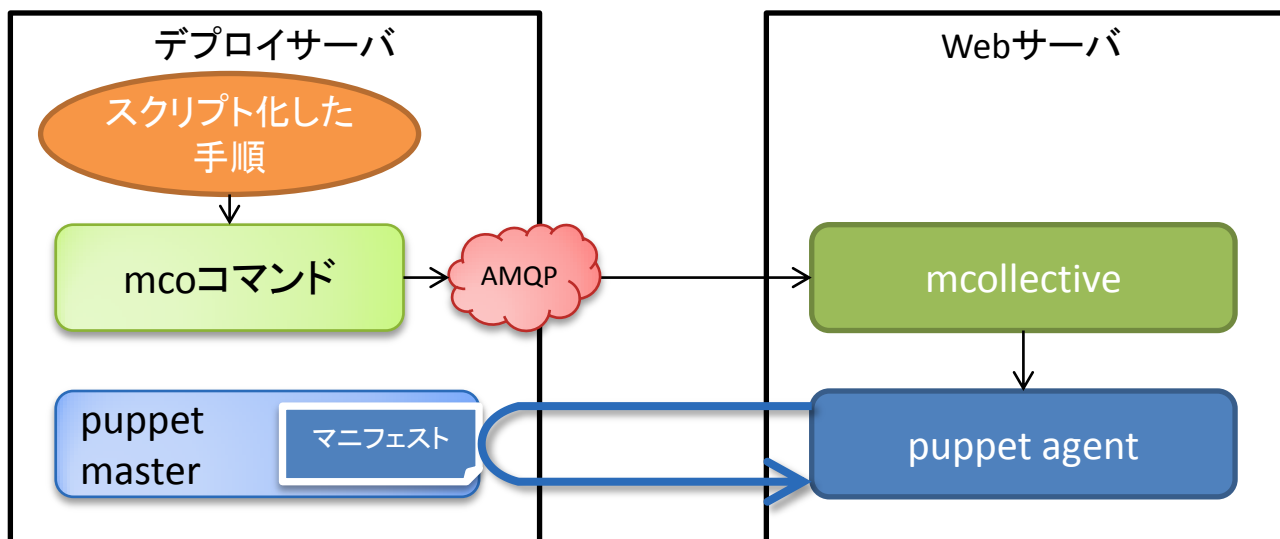 デプロイサーバ
スクリプト化した
手順
mcoコマンド
AMQP
puppet
master
マニフェスト
Webサーバ
mcollective
puppet agent